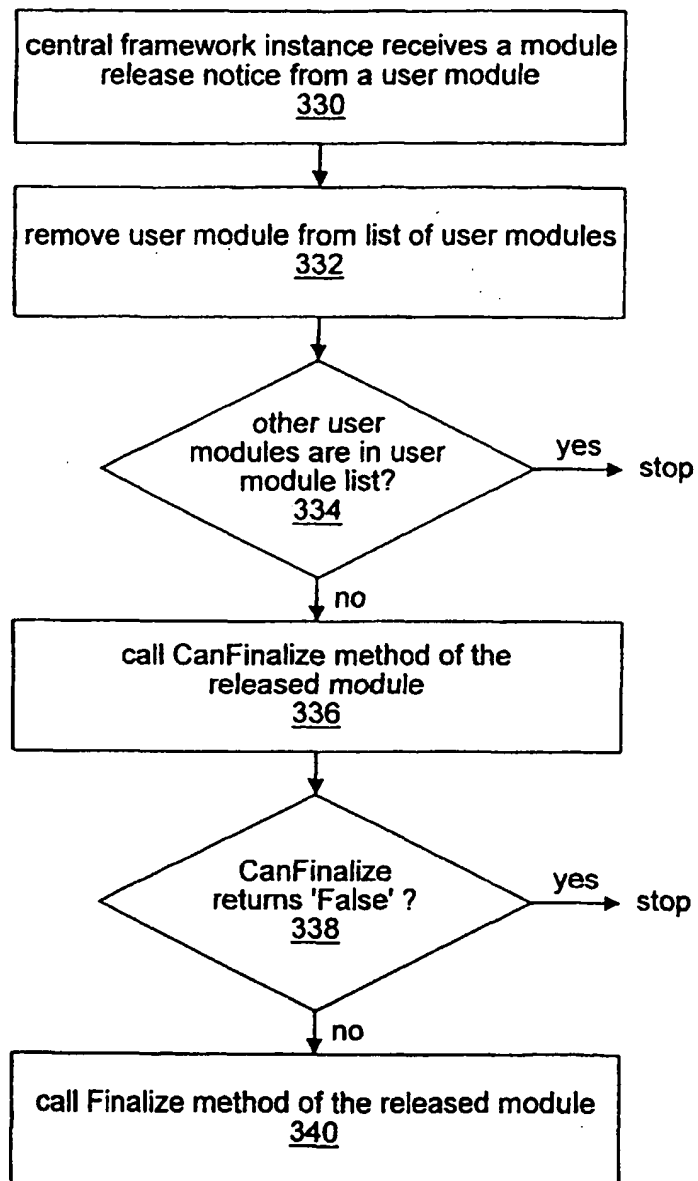 central framework instance receives a module
release notice from a user module
330
remove user module from list of user modules
332
other user
modules are in user
module list?
334
yes
stop
no
call CanFinalize method of the
released module
336
CanFinalize
returns 'False' ?
338
yes
stop
no
call Finalize method of the released module
340